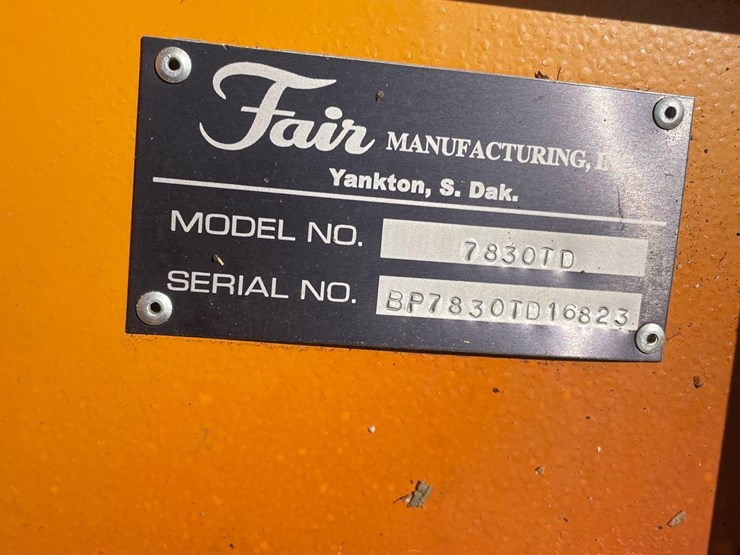 Fair MANUFACTURING,
Yankton, S. Dak.
MODEL NO. 7830TD
SERIAL NO. BP7830TD16823